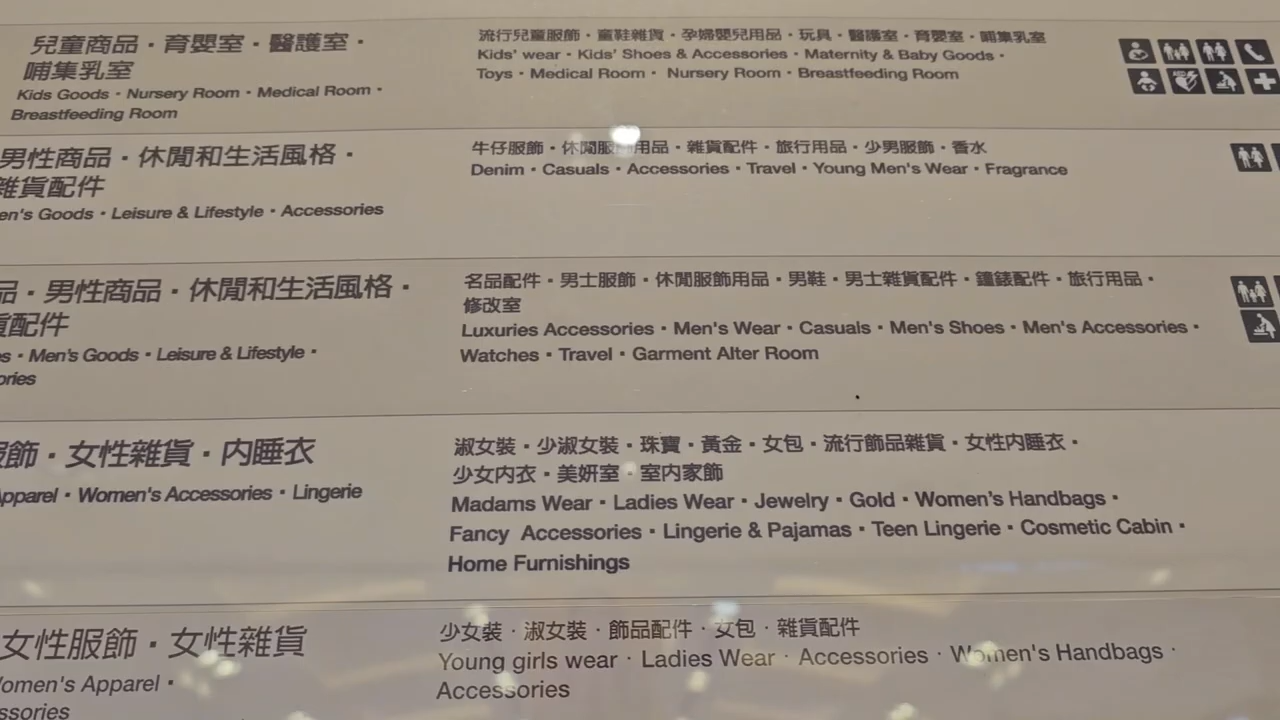 兒童商品・育嬰室・醫護室・
哺集乳室
Kids Goods・Nursery Room・Medical Room・
Breastfeeding Room
流行兒童服飾・童鞋雜貨・孕婦嬰兒用品・玩具・醫護室・育嬰室・哺集乳室
Kids' wear・Kids' Shoes & Accessories・Maternity & Baby Goods・
Toys・Medical Room・Nursery Room・Breastfeeding Room
男性商品・休閒和生活風格・
雜貨配件
en's Goods・Leisure & Lifestyle・Accessories
牛仔服飾・休閒服飾用品・雜貨配件・旅行用品・少男服飾・香水
Denim・Casuals・Accessories・Travel・Young Men's Wear・Fragrance
品・男性商品・休閒和生活風格・
貨配件
s・Men's Goods・Leisure & Lifestyle・
ories
名品配件・男士服飾・休閒服飾用品・男鞋・男士雜貨配件・鐘錶配件・旅行用品・
修改室
Luxuries Accessories・Men's Wear・Casuals・Men's Shoes・Men's Accessories・
Watches・Travel・Garment Alter Room
服飾・女性雜貨・內睡衣
Apparel・Women's Accessories・Lingerie
淑女裝・少淑女裝・珠寶・黃金・女包・流行飾品雜貨・女性內睡衣・
少女內衣・美妍室・室內家飾
Madams Wear・Ladies Wear・Jewelry・Gold・Women's Handbags・
Fancy Accessories・Lingerie & Pajamas・Teen Lingerie・Cosmetic Cabin・
Home Furnishings
女性服飾・女性雜貨
Women's Apparel・
ssories
少女裝・淑女裝・飾品配件・女包・雜貨配件
Young girls wear・Ladies Wear・Accessories・Women's Handbags・
Accessories